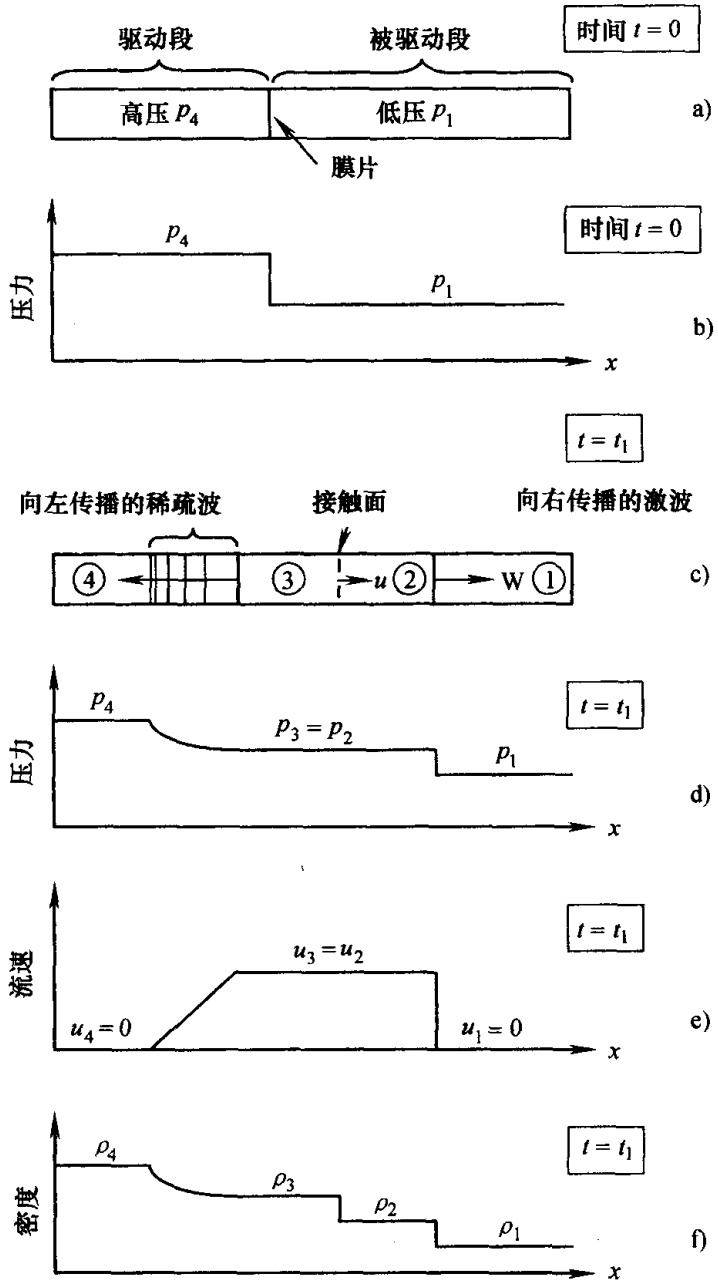 驱动段
被驱动段
时间 t = 0
高压 p₄
低压 p₁
a)
膜片
时间 t = 0
p₄
p₁
压力
b)
x
t = t₁
向左传播的稀疏波
接触面
向右传播的激波
④
③
u ②
W ①
c)
t = t₁
p₄
p₃ = p₂
p₁
压力
d)
x
t = t₁
u₃ = u₂
流速
u₄ = 0
u₁ = 0
e)
x
t = t₁
ρ₄
ρ₃
ρ₂
ρ₁
密度
f)
x